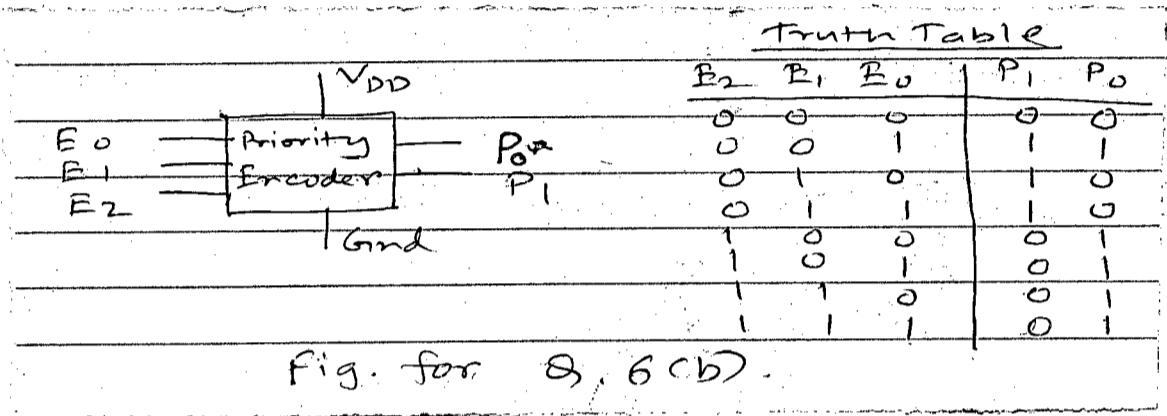 Truth Table
VDD
E2 E1 E0 P1 P0
0 0 0 0 0
E0 Priority P0
0 0 1 1 1
E1 Encoder P1
0 1 0 1 0
E2
0 1 1 1 0
Gnd
1 0 0 0 1
1 0 1 0 1
1 1 0 0 1
1 1 1 0 1
Fig. for Q. 6(b).